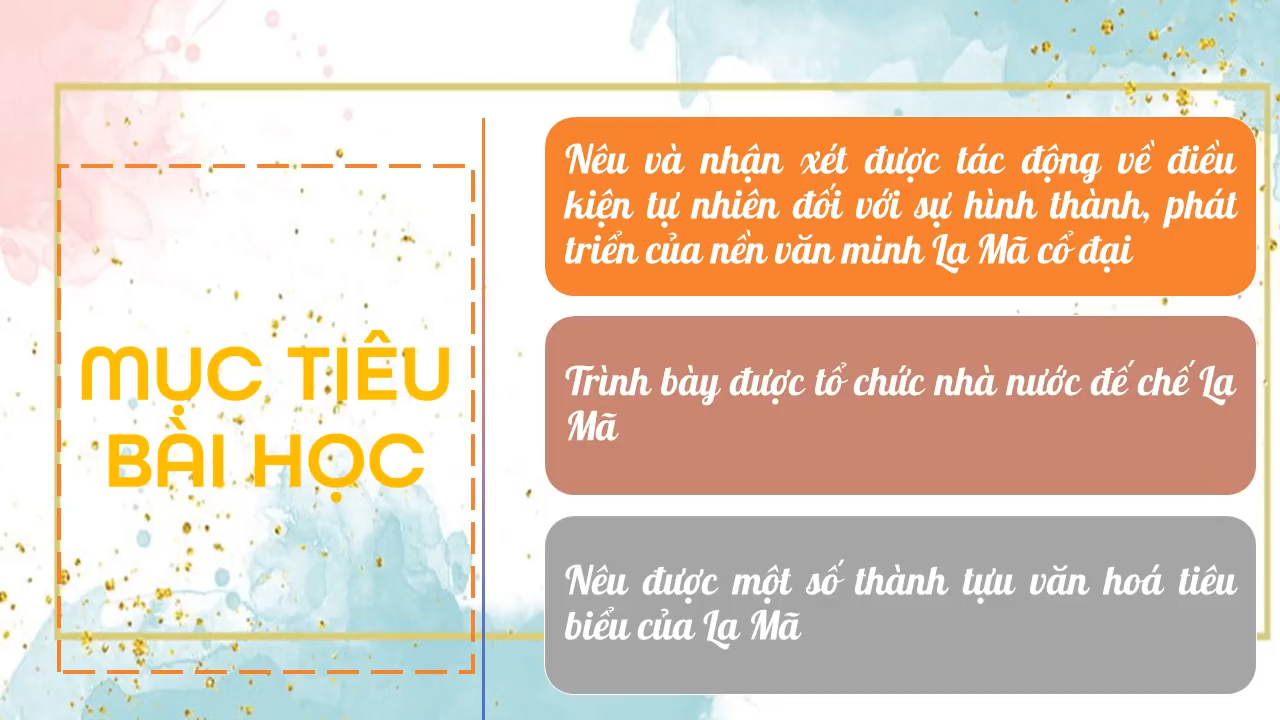 MỤC TIÊU
BÀI HỌC
Nêu và nhận xét được tác động về điều
kiện tự nhiên đối với sự hình thành, phát
triển của nền văn minh La Mã cổ đại
Trình bày được tổ chức nhà nước đế chế La
Mã
Nêu được một số thành tựu văn hoá tiêu
biểu của La Mã